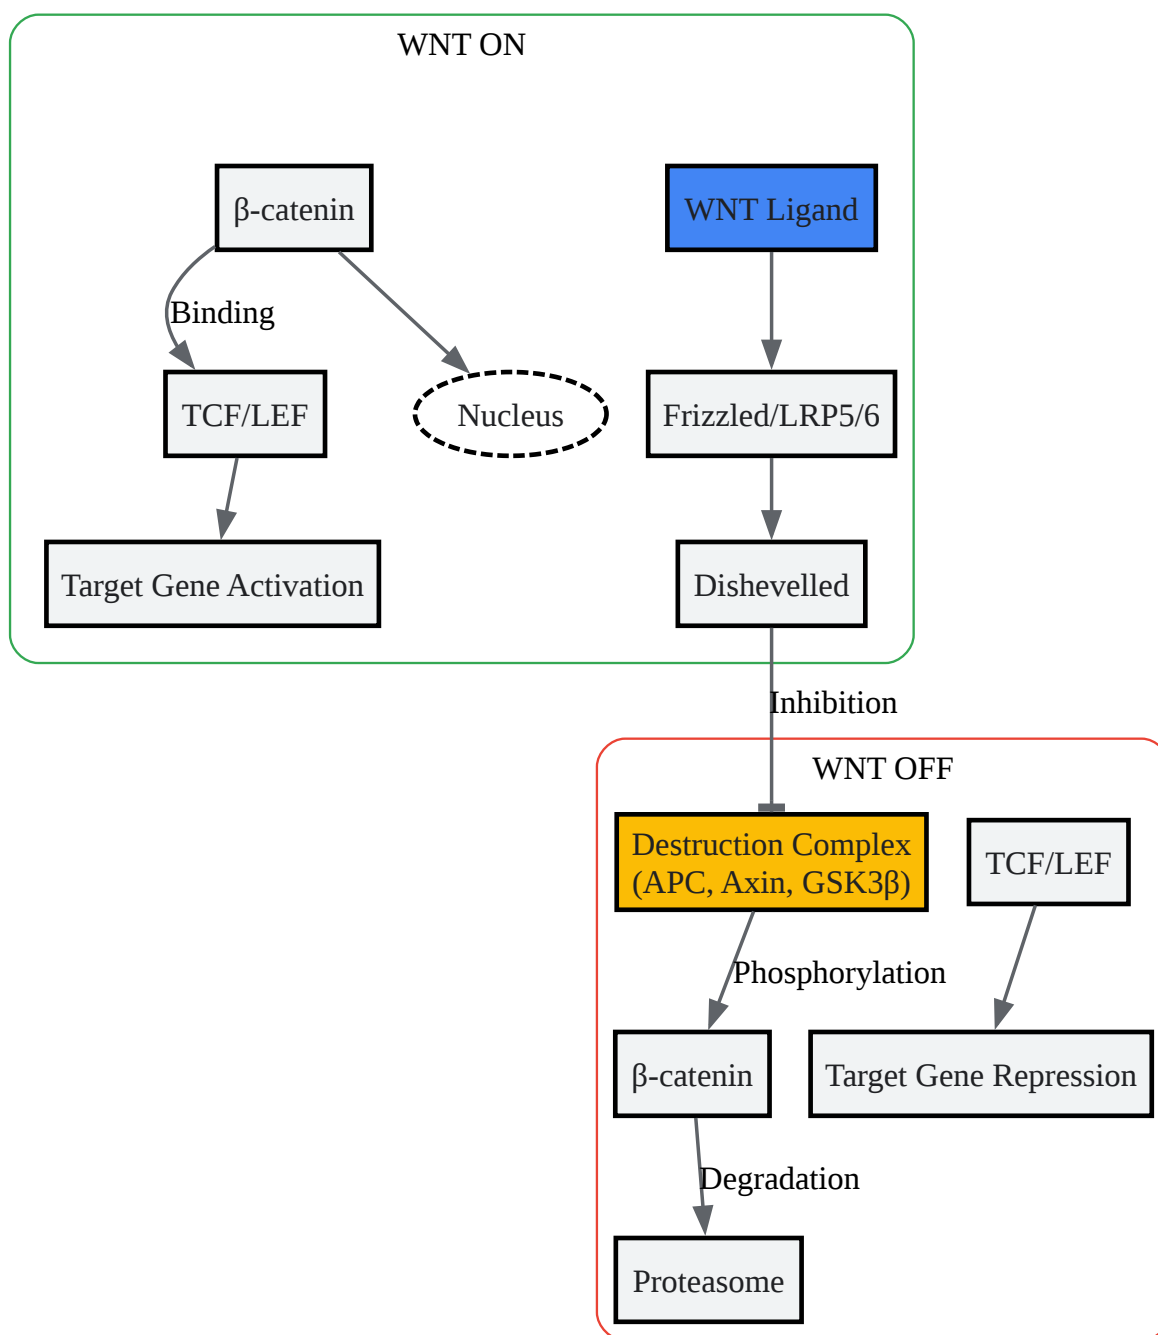 WNT ON
β-catenin
WNT Ligand
Binding
TCF/LEF
Nucleus
Frizzled/LRP5/6
Target Gene Activation
Dishevelled
Inhibition
WNT OFF
Destruction Complex
(APC, Axin, GSK3β)
TCF/LEF
Phosphorylation
β-catenin
Target Gene Repression
Degradation
Proteasome